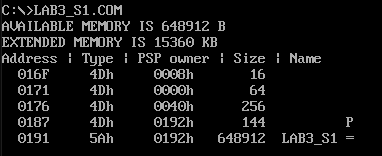 C:\>LAB3_S1.COM
AVAILABLE MEMORY IS 648912 B
EXTENDED MEMORY IS 15360 KB
Address | Type | PSP owner | Size | Name
016F 4Dh 0008h 16
0171 4Dh 0000h 64
0176 4Dh 0040h 256
0187 4Dh 0192h 144 P
0191 5Ah 0192h 648912 LAB3_S1 =